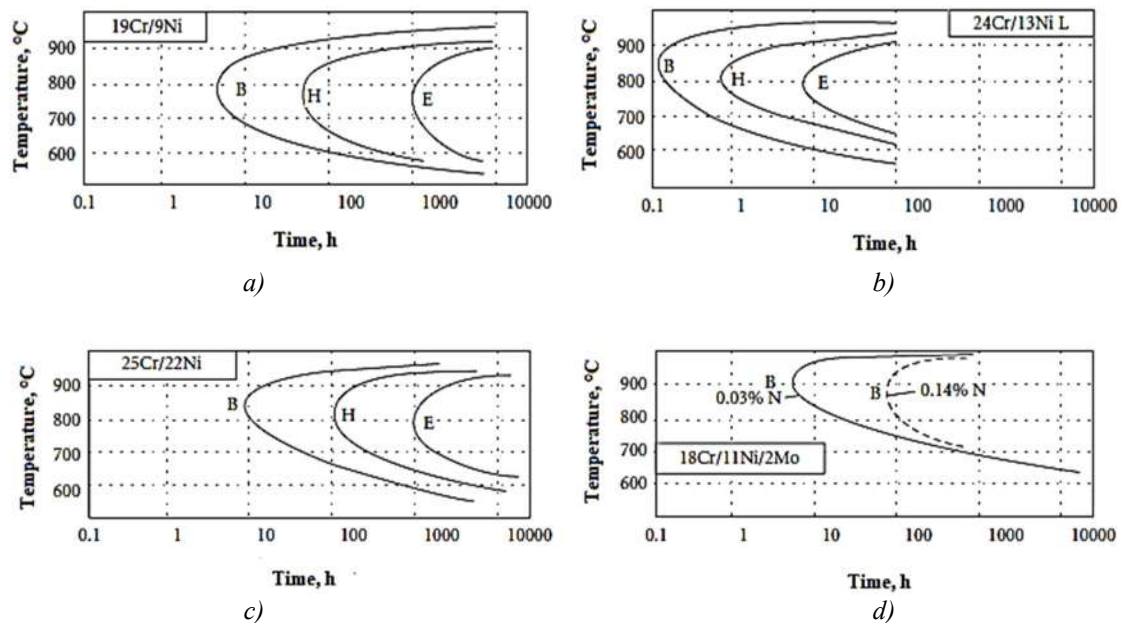 19Cr/9Ni
Temperature, °C
900
800
700
600
B
H
E
0.1 1 10 100 1000 10000
Time, h
a)
24Cr/13Ni L
Temperature, °C
900
800
700
600
B
H
E
0.1 1 10 100 1000 10000
Time, h
b)
25Cr/22Ni
Temperature, °C
900
800
700
600
B
H
E
0.1 1 10 100 1000 10000
Time, h
c)
Temperature, °C
900
800
700
600
B
0.03% N
B
0.14% N
18Cr/11Ni/2Mo
0.1 1 10 100 1000 10000
Time, h
d)